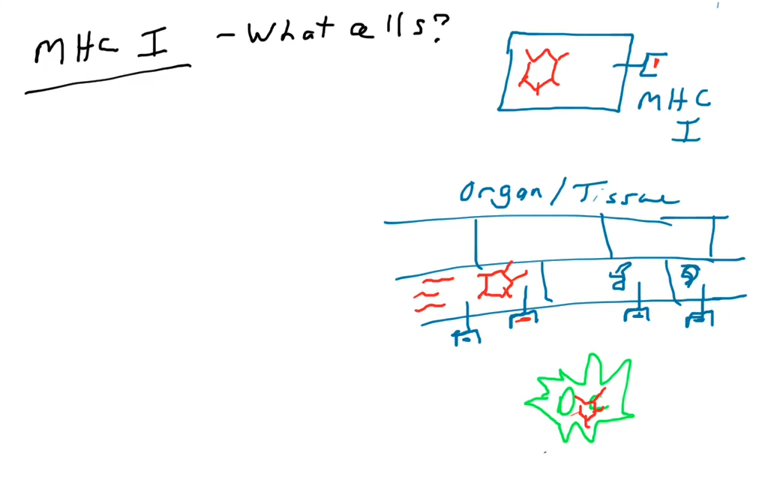 MHC I - What cells?
MHC
I
Organ/Tissue